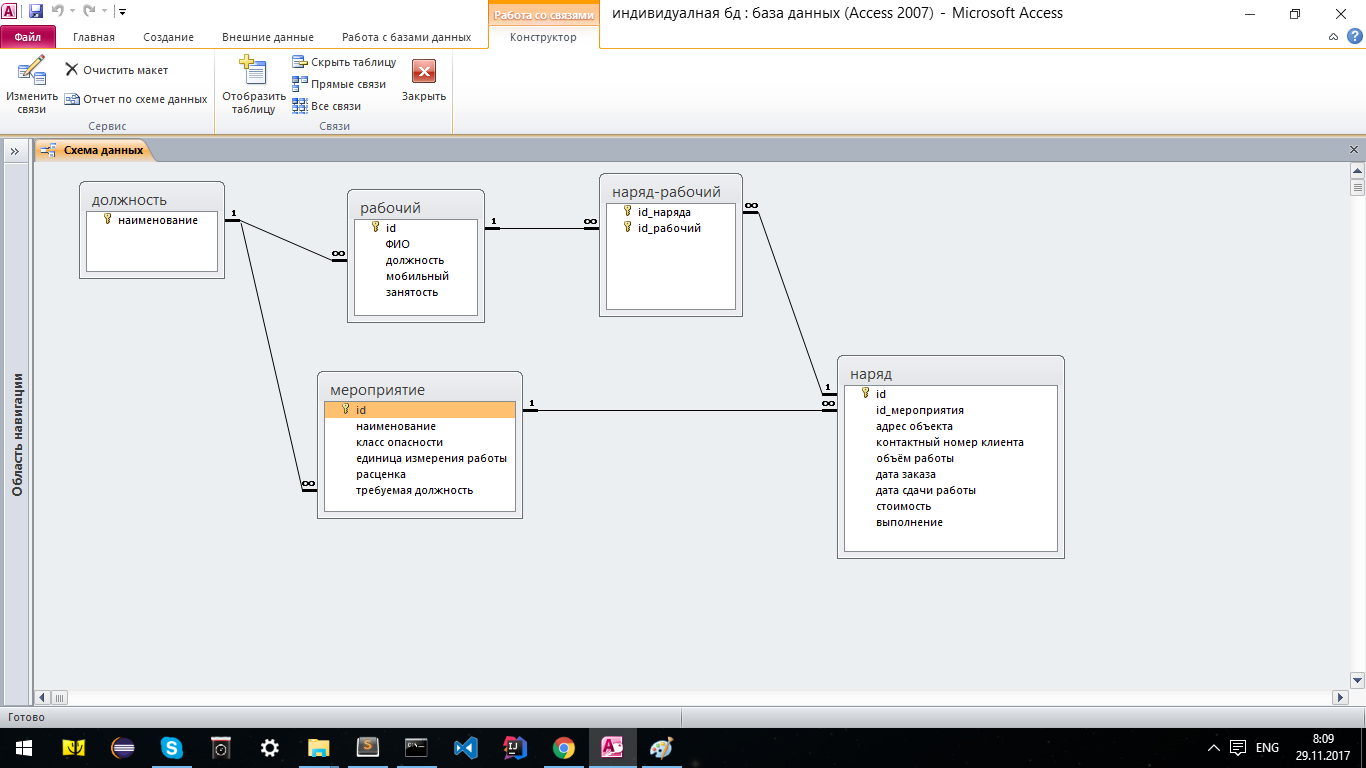 Работа со связями
индивидуалная бд : база данных (Access 2007) - Microsoft Access
Файл
Главная
Создание
Внешние данные
Работа с базами данных
Конструктор
Изменить связи
Очистить макет
Отчет по схеме данных
Сервис
Отобразить таблицу
Скрыть таблицу
Прямые связи
Все связи
Связи
Закрыть
Схема данных
Область навигации
должность
наименование
1
∞
∞
рабочий
id
ФИО
должность
мобильный
занятость
1
∞
наряд-рабочий
id_наряда
id_рабочий
∞
1
мероприятие
id
наименование
класс опасности
единица измерения работы
расценка
требуемая должность
1
∞
наряд
id
id_мероприятия
адрес объекта
контактный номер клиента
объём работы
дата заказа
дата сдачи работы
стоимость
выполнение
Готово
ENG
8:09
29.11.2017